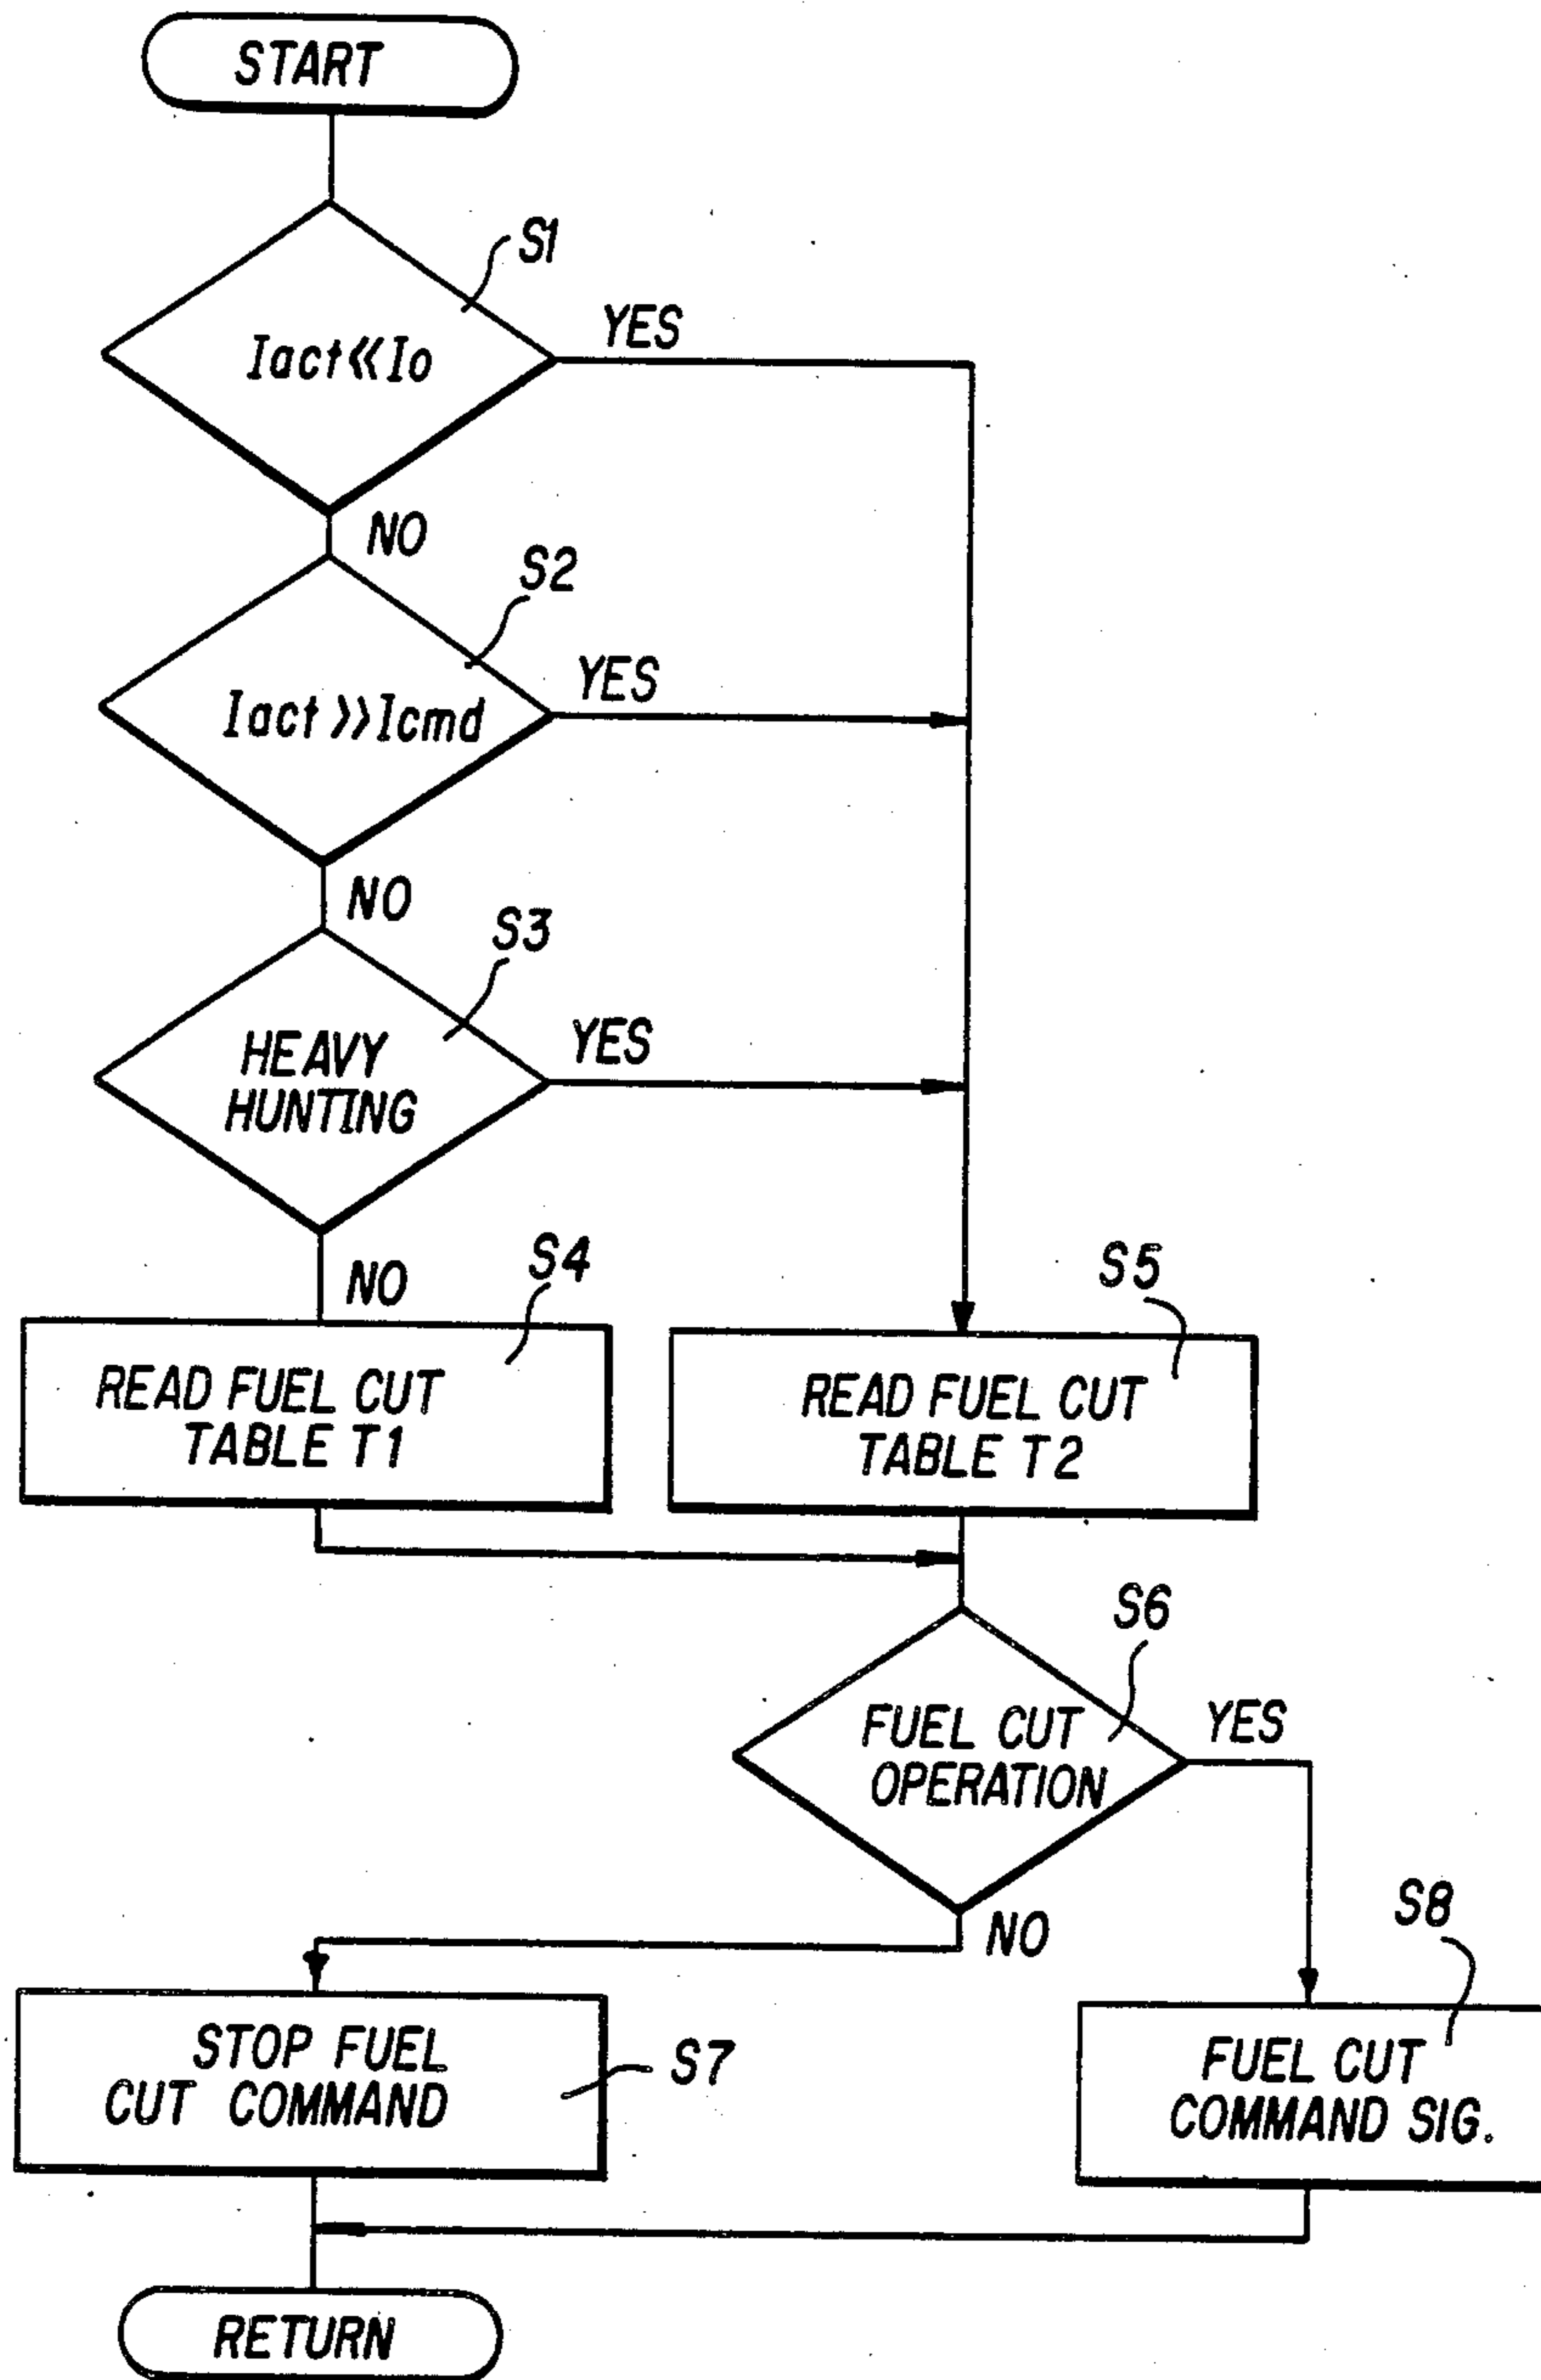 START
S1
Iact≪Io
YES
NO
S2
Iact≫Icmd
YES
NO
S3
HEAVY
HUNTING
YES
NO
S4
READ FUEL CUT
TABLE T1
S5
READ FUEL CUT
TABLE T2
S6
FUEL CUT
OPERATION
YES
NO
S7
STOP FUEL
CUT COMMAND
S8
FUEL CUT
COMMAND SIG.
RETURN